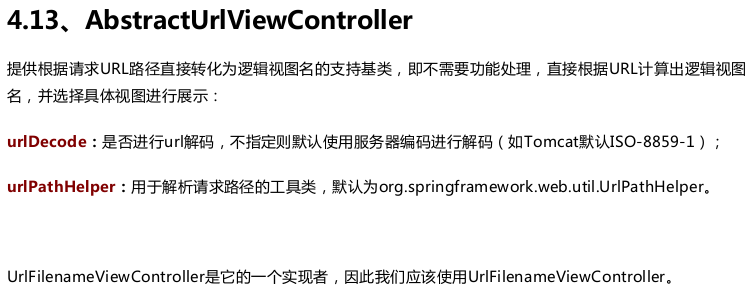 4.13、AbstractUrlViewController
提供根据请求URL路径直接转化为逻辑视图名的支持基类，即不需要功能处理，直接根据URL计算出逻辑视图
名，并选择具体视图进行展示：
urlDecode：是否进行url解码，不指定则默认使用服务器编码进行解码（如Tomcat默认ISO-8859-1）；
urlPathHelper：用于解析请求路径的工具类，默认为org.springframework.web.util.UrlPathHelper。
UrlFilenameViewController是它的一个实现者，因此我们应该使用UrlFilenameViewController。